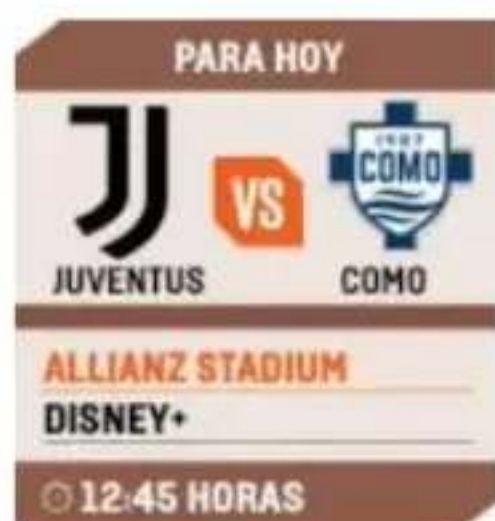 PARA HOY
1907
COMO
VS
JUVENTUS
COMO
ALLIANZ STADIUM
DISNEY+
12:45 HORAS